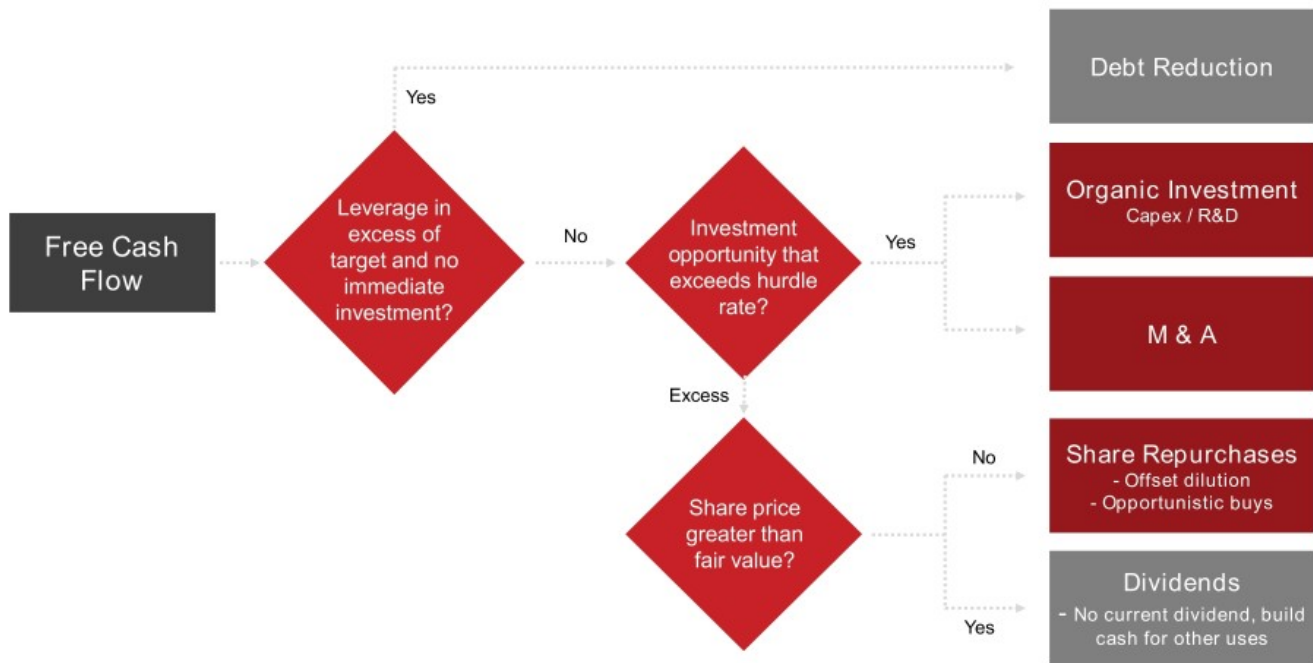 Debt Reduction
Yes
Free Cash
Flow
Leverage in
excess of
target and no
immediate
investment?
No
Investment
opportunity that
exceeds hurdle
rate?
Yes
Organic Investment
Capex / R&D
M & A
Excess
Share price
greater than
fair value?
No
Share Repurchases
- Offset dilution
- Opportunistic buys
Yes
Dividends
- No current dividend, build
cash for other uses